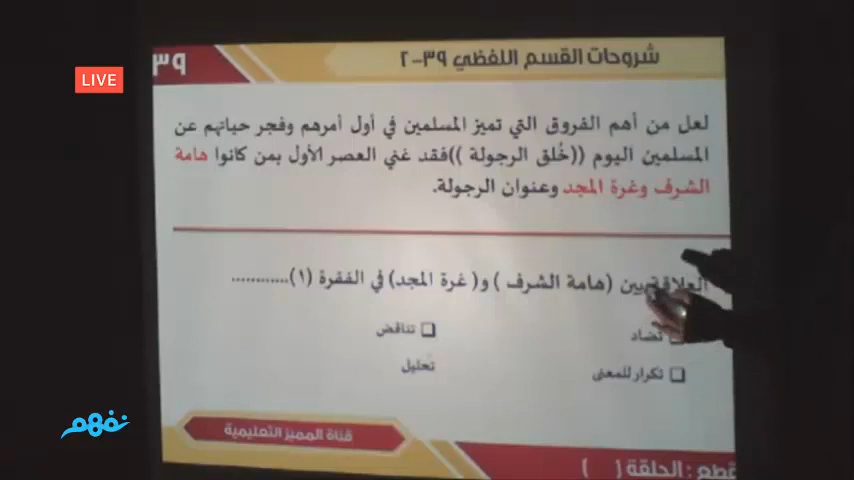 LIVE
٣٩
شروحات القسم اللفظي ٣٩-٢
لعل من أهم الفروق التي تميز المسلمين في أول أمرهم وفجر حياتهم عن
المسلمين اليوم ((خُلق الرجولة ))فقد غني العصر الأول بمن كانوا هامة
الشرف وغرة المجد وعنوان الرجولة.
العلاقة بين (هامة الشرف ) و( غرة المجد) في الفقرة (١)............
تضاد
تناقض
تكرار للمعنى
تحليل
نفهم
قناة المميز التعليمية
قطع : الحلقة ( )